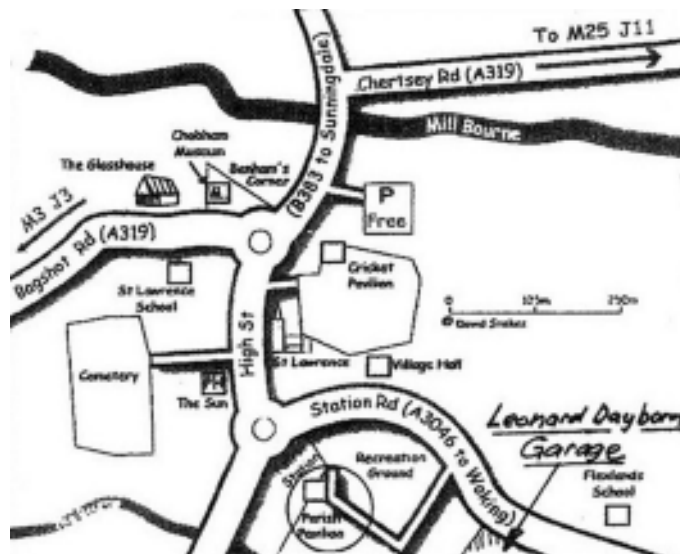 To M25 J11
Chertsey Rd (A319)
Mill Bourne
(B383 to Sunningdale)
Chobham
Museum
Benham's
Corner
The Glasshouse
M3 J3
Bagshot Rd (A319)
P
Free
Cricket
Pavilion
St Lawrence
School
0 125m 250m
© David Stokes
High St
St Lawrence
Village Hall
Cemetery
PH
The Sun
Station Rd (A3046 to Woking)
Leonard Dayborn
Garage
Flexlands
School
Recreation
Ground
Station
Parish
Pavilion